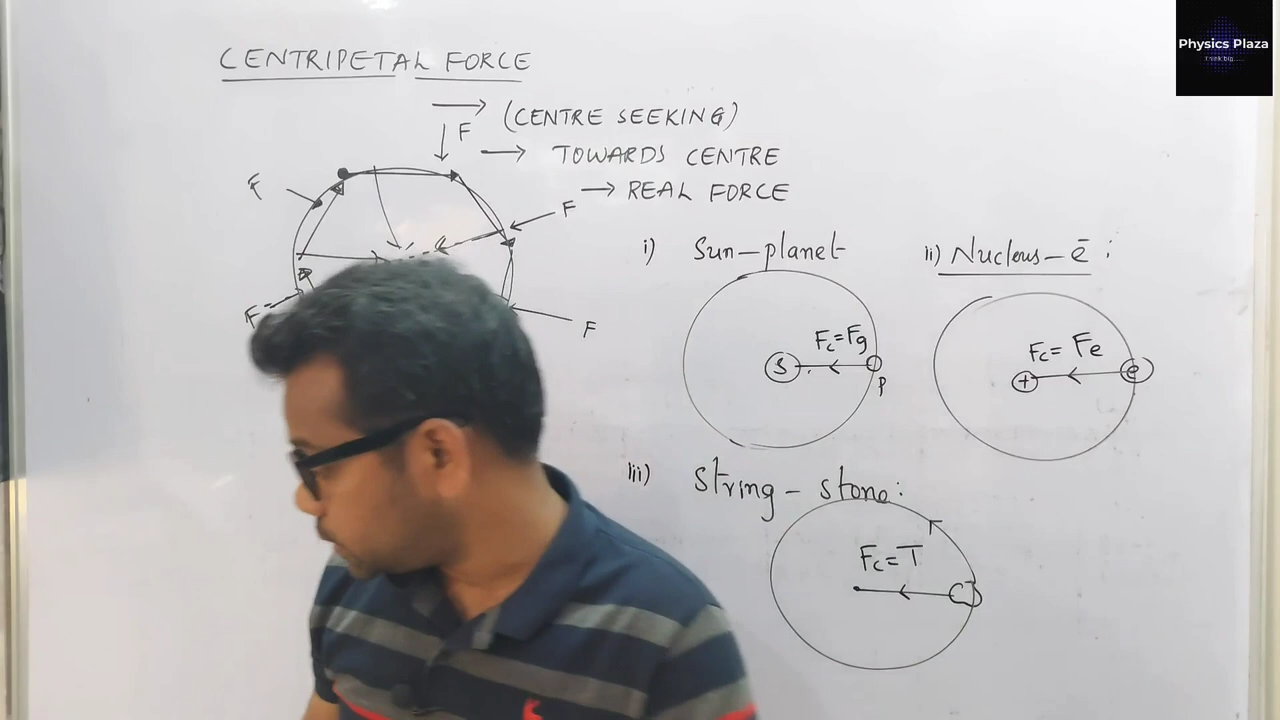 Physics Plaza
CENTRIPETAL FORCE
→ (CENTRE SEEKING)
F
→ TOWARDS CENTRE
F
→ REAL FORCE
F
i) Sun-planet
ii) Nucleus-ē :
F
F
Fc=Fg
S
P
Fc= Fe
+
e
iii) String - stone:
Fc=T